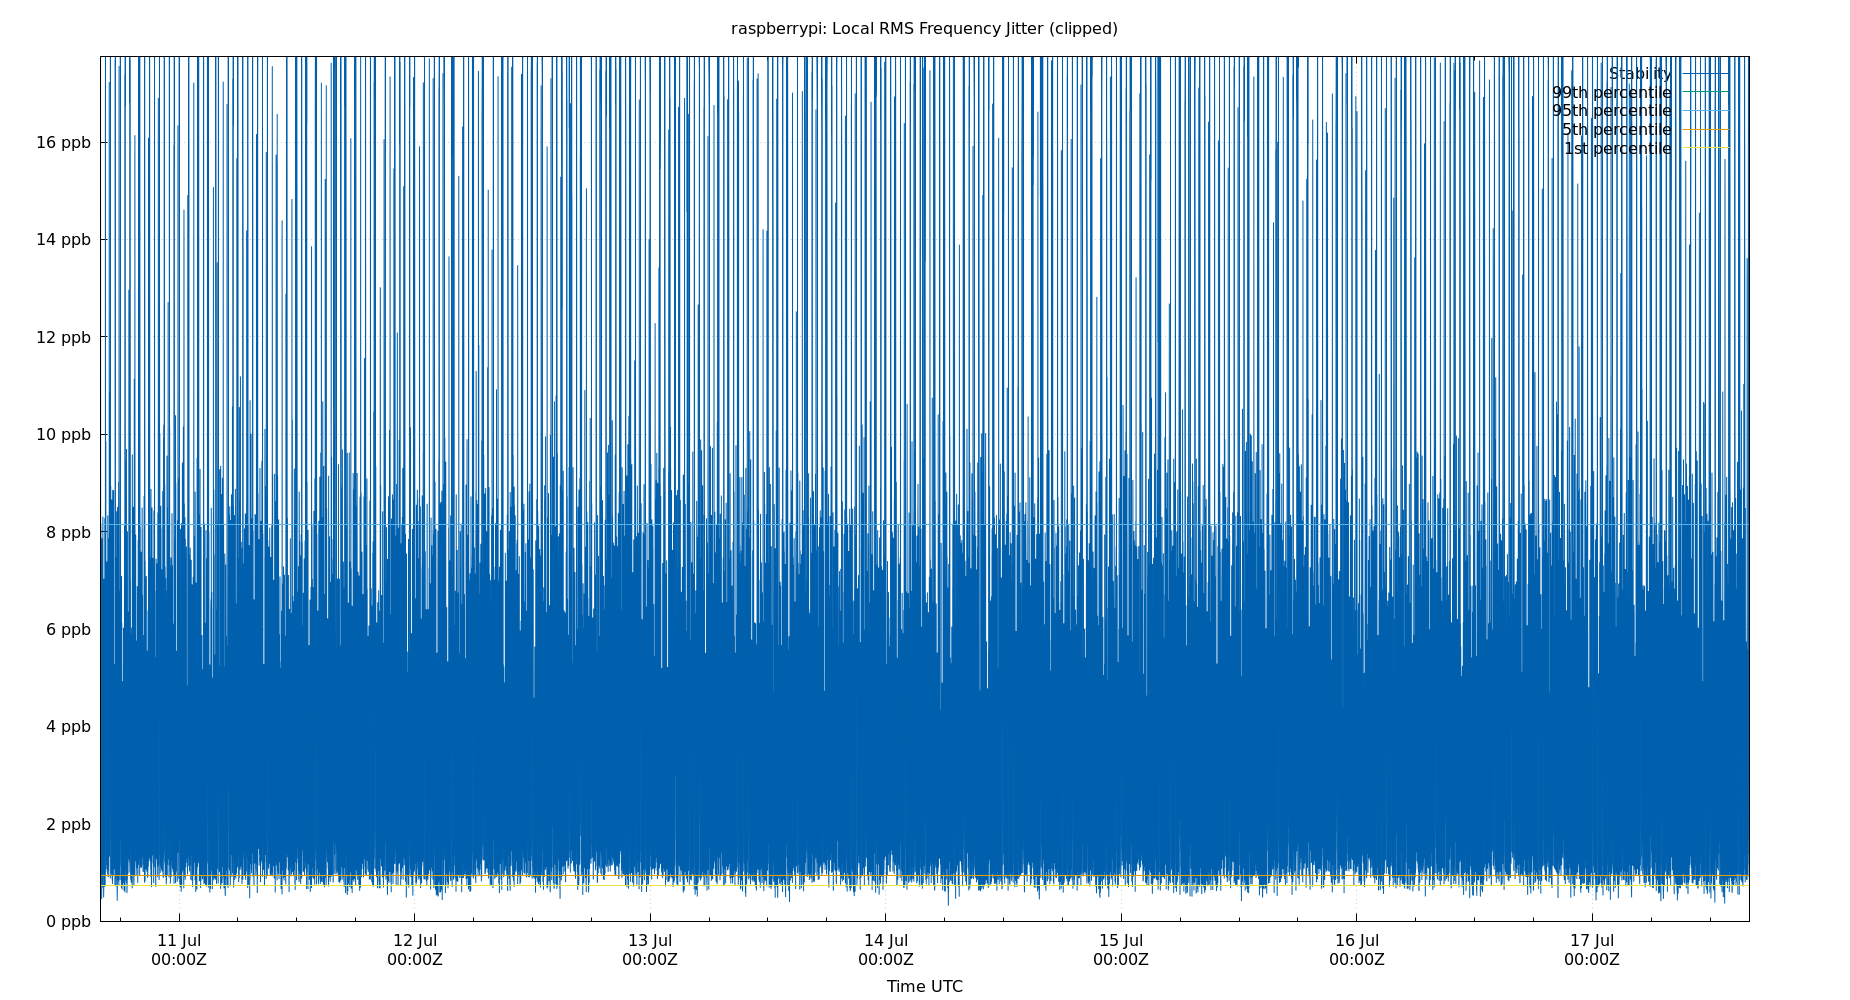 raspberrypi: Local RMS Frequency Jitter (clipped)
Stability
99th percentile
95th percentile
5th percentile
1st percentile
16 ppb
14 ppb
12 ppb
10 ppb
8 ppb
6 ppb
4 ppb
2 ppb
0 ppb
11 Jul 12 Jul 13 Jul 14 Jul 15 Jul 16 Jul 17 Jul
00:00Z 00:00Z 00:00Z 00:00Z 00:00Z 00:00Z 00:00Z
Time UTC